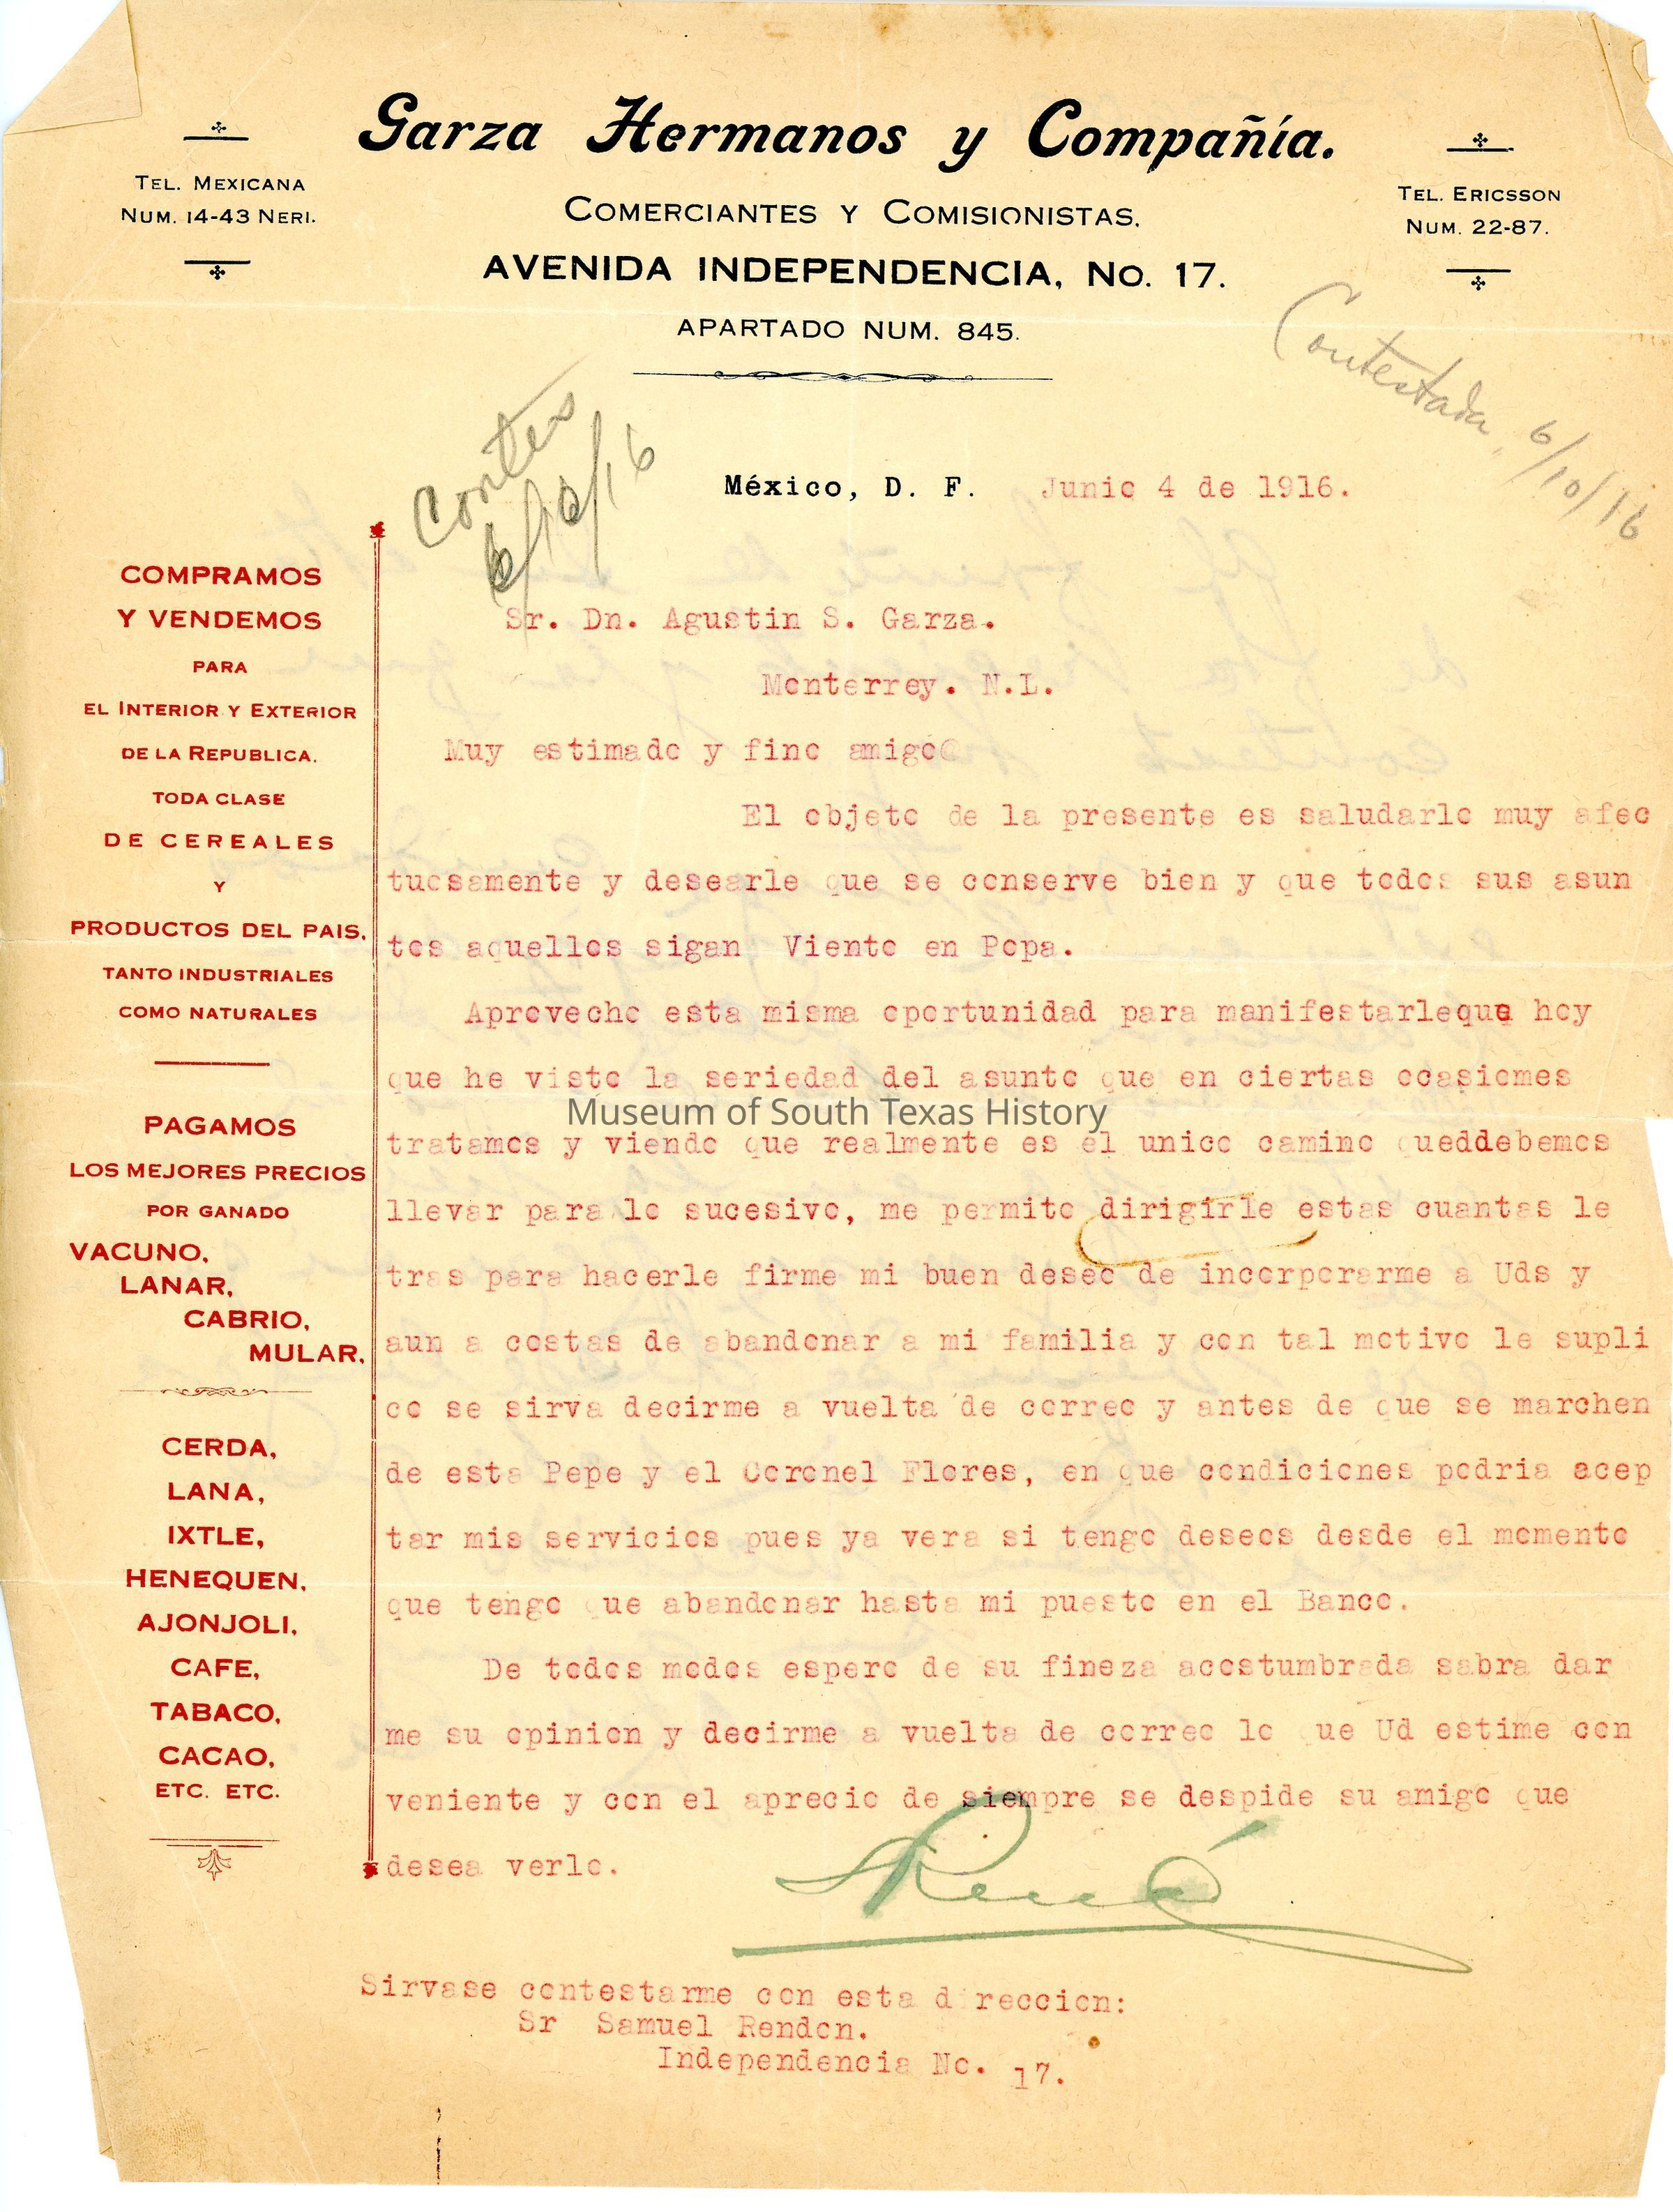 Garza Hermanos y Compañía.
TEL. MEXICANA
NUM. 14-43 NERI.
COMERCIANTES Y COMISIONISTAS.
AVENIDA INDEPENDENCIA, No. 17.
APARTADO NUM. 845.
TEL. ERICSSON
NUM. 22-87.
Contestada, 6/10/16
Contes
6/10/16
México, D. F. Junio 4 de 1916.
COMPRAMOS
Y VENDEMOS
PARA
EL INTERIOR Y EXTERIOR
DE LA REPUBLICA.
TODA CLASE
DE CEREALES
Y
PRODUCTOS DEL PAIS.
TANTO INDUSTRIALES
COMO NATURALES
PAGAMOS
LOS MEJORES PRECIOS
POR GANADO
VACUNO,
LANAR,
CABRIO,
MULAR.
CERDA,
LANA,
IXTLE,
HENEQUEN,
AJONJOLI,
CAFE,
TABACO,
CACAO,
ETC. ETC.
Sr. Dn. Agustin S. Garza.
Monterrey. N.L.
Muy estimado y fino amigo
El objeto de la presente es saludarlo muy afec
tuosamente y desearle que se conserve bien y que todos sus asun
tos aquellos sigan Viento en Popa.
Aprovecho esta misma oportunidad para manifestarleque hoy
que he visto la seriedad del asunto que en ciertas ocasiomes
tratamos y viendo que realmente es el unico camino queddebemos
llevar para lo sucesivo, me permito dirigirle estas cuantas le
tras para hacerle firme mi buen deseo de incorporarme a Uds y
aun a costas de abandonar a mi familia y con tal motivo le supli
co se sirva decirme a vuelta de correo y antes de que se marchen
de esta Pepe y el Coronel Flores, en que condiciones podria acep
tar mis servicios pues ya vera si tengo deseos desde el momento
que tengo que abandonar hasta mi puesto en el Banco.
De todos modos espero de su fineza acostumbrada sabra dar
me su opinion y decirme a vuelta de correo lo que Ud estime con
veniente y con el aprecio de siempre se despide su amigo que
desea verlo.
René
Sirvase contestarme con esta direccion:
Sr Samuel Rendon.
Independencia No. 17.
Museum of South Texas History